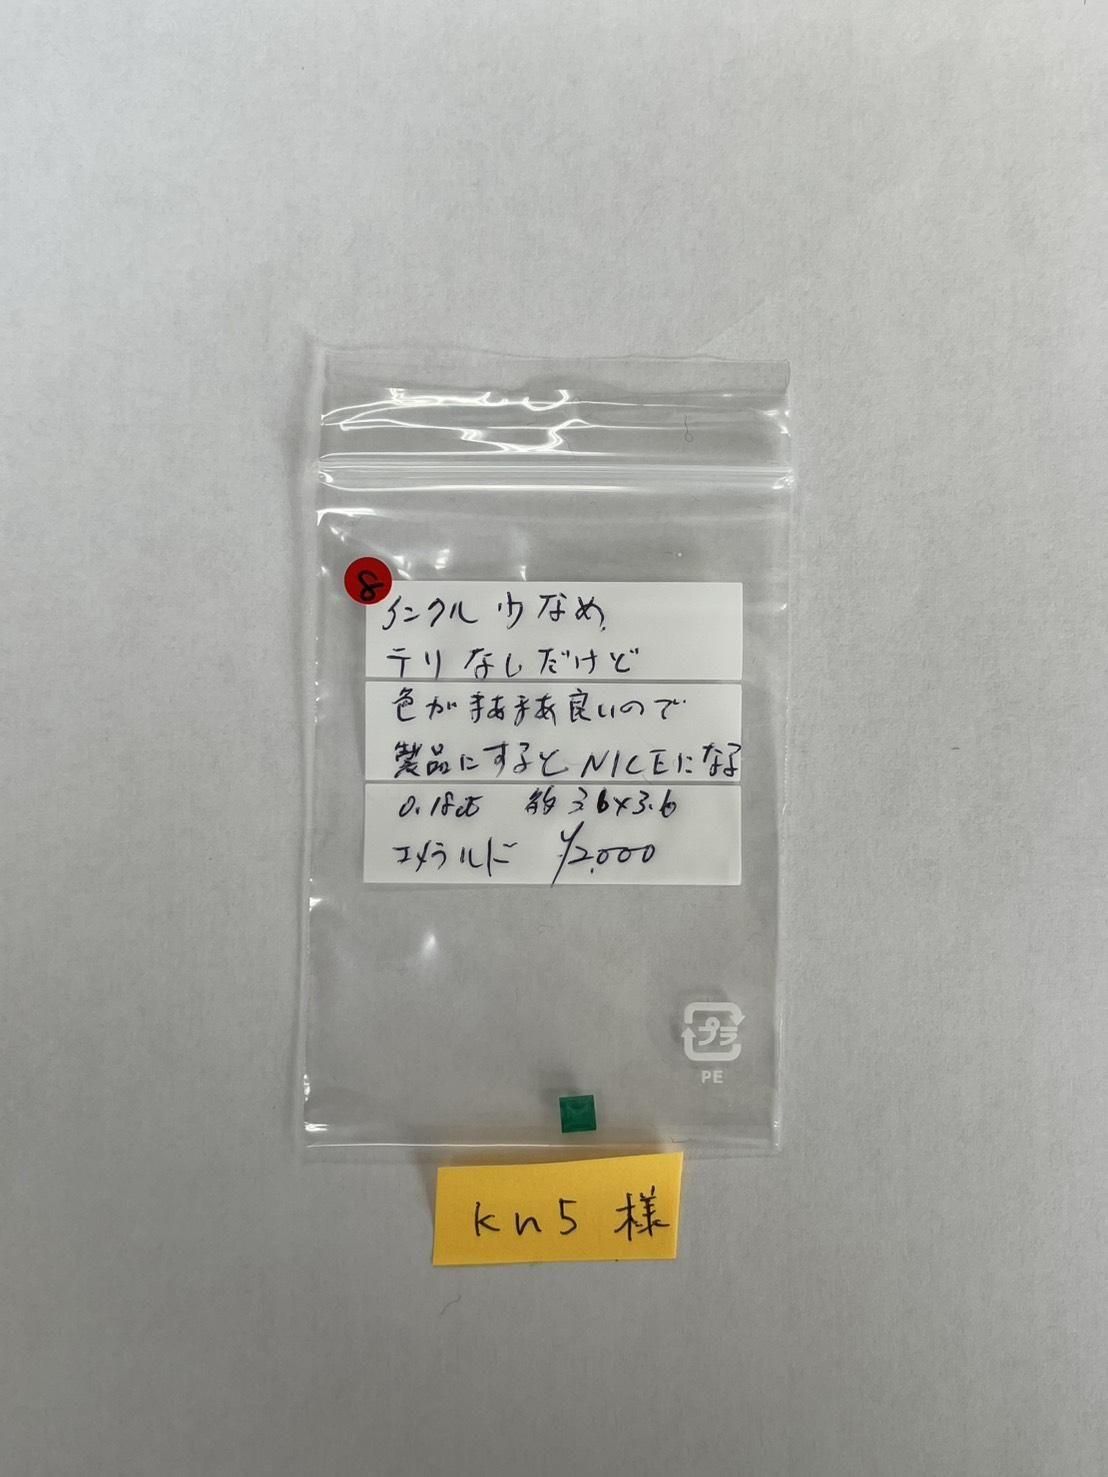 8
インクル少なめ、
テリなしだけど
色がまあまあ良いので
製品にするとNICEになる
0.18ct 約3.6×3.6
エメラルド ¥2,000
プラ
PE
kn5 様